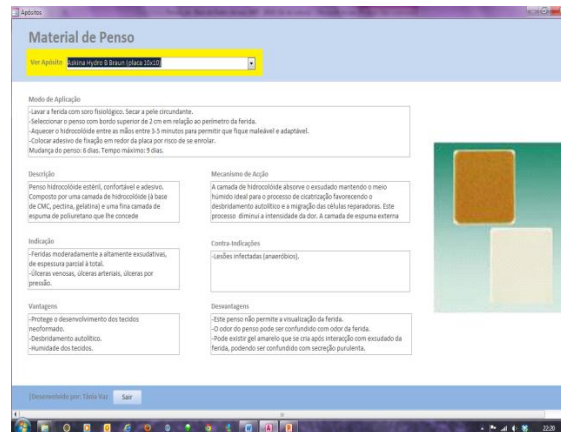 Apósitos
Material de Penso
Ver Apósito Askina Hydro B Braun (placa 10x10)
Modo de Aplicação
-Lavar a ferida com soro fisiológico. Secar a pele circundante.
-Seleccionar o penso com bordo superior de 2 cm em relação ao perímetro da ferida.
-Aquecer o hidrocolóide entre as mãos entre 3-5 minutos para permitir que fique maleável e adaptável.
-Colocar adesivo de fixação em redor da placa por risco de se enrolar.
Mudança do penso: 6 dias. Tempo máximo: 9 dias.
Descrição
Penso hidrocolóide estéril, confortável e adesivo.
Composto por uma camada de hidrocolóide (à base
de CMC, pectina, gelatina) e uma fina camada de
espuma de poliuretano que lhe concede
Mecanismo de Acção
A camada de hidrocolóide absorve o exsudado mantendo o meio
húmido ideal para o processo de cicatrização favorecendo o
desbridamento autolítico e a migração das células reparadoras. Este
processo diminui a intensidade da dor. A camada de espuma externa
Indicação
-Feridas moderadamente a altamente exsudativas,
de espessura parcial à total.
-Úlceras venosas, úlceras arteriais, úlceras por
pressão.
Contra-Indicações
-Lesões infectadas (anaeróbios).
Vantagens
-Protege o desenvolvimento dos tecidos
neoformado.
-Desbridamento autolítico.
-Humidade dos tecidos.
Desvantagens
-Este penso não permite a visualização da ferida.
-O odor do penso pode ser confundido com odor da ferida.
-Pode existir gel amarelo que se cria após interacção com exsudado da
ferida, podendo ser confundido com secreção purulenta.
Desenvolvido por: Tânia Vaz
Sair
22:20